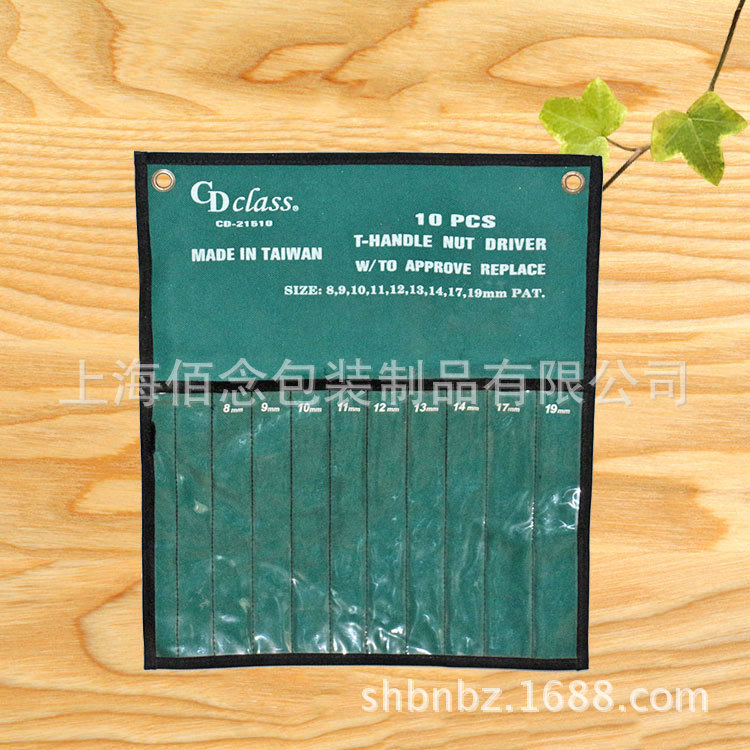 CD class®
CD-21510
MADE IN TAIWAN
10 PCS
T-HANDLE NUT DRIVER
W/TO APPROVE REPLACE
SIZE: 8,9,10,11,12,13,14,17,19mm PAT.
上海佰念包装制品有限公司
8mm 9mm 10mm 11mm 12mm 13mm 14mm 17mm 19mm
shbnbz.1688.com